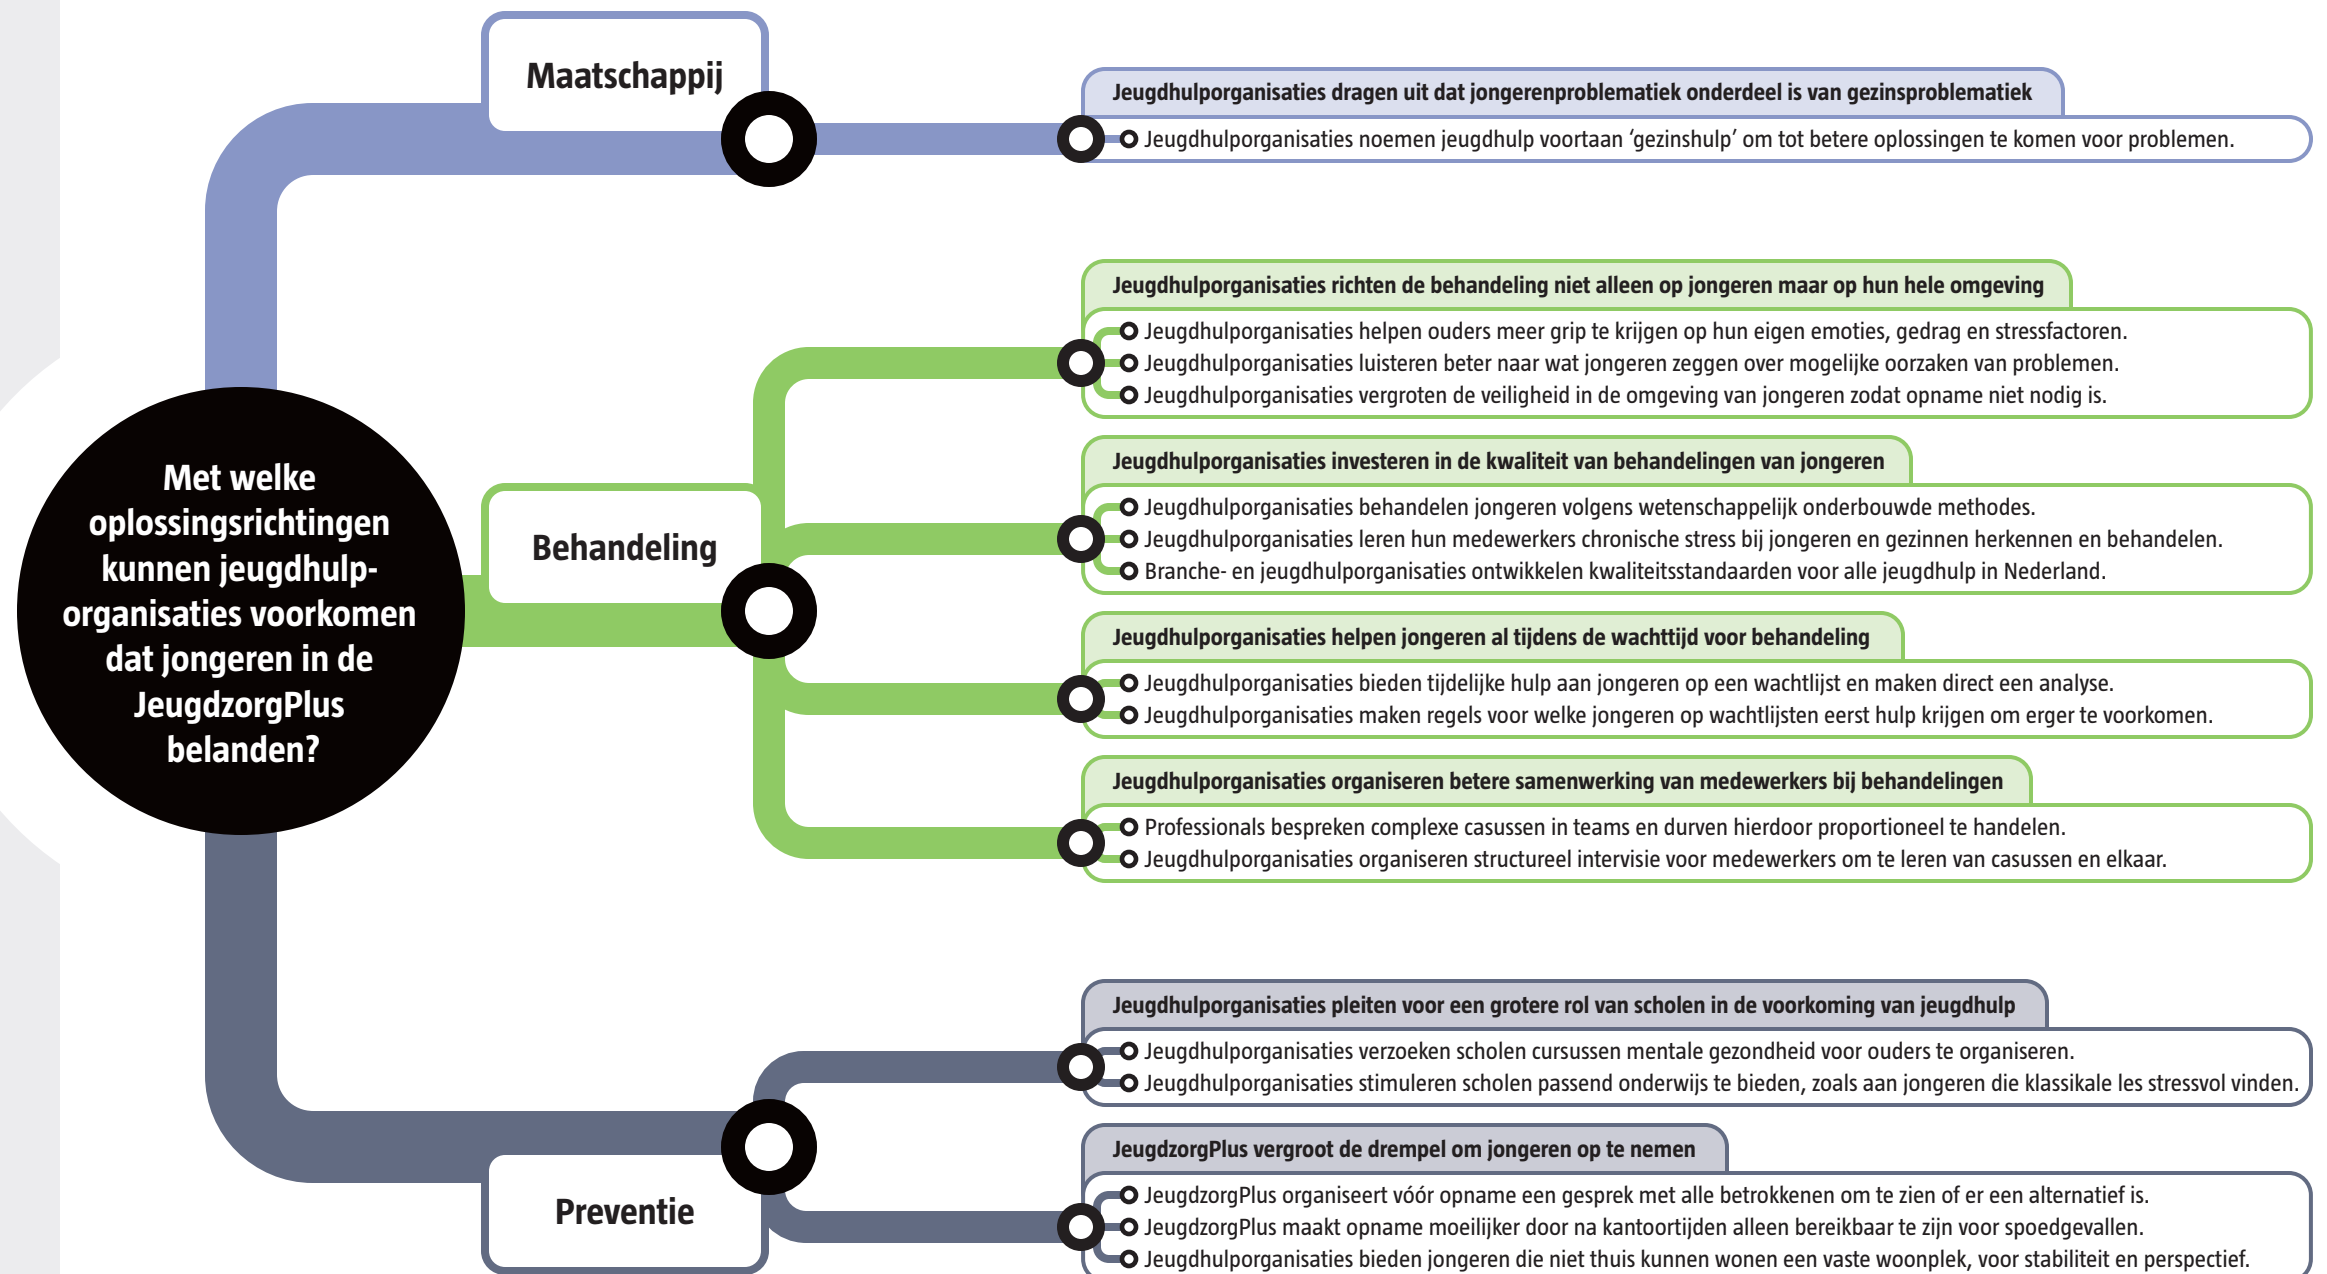 Maatschappij
Jeugdhulporganisaties dragen uit dat jongerenproblematiek onderdeel is van gezinsproblematiek
Jeugdhulporganisaties noemen jeugdhulp voortaan ‘gezinshulp’ om tot betere oplossingen te komen voor problemen.
Met welke
oplossingsrichtingen
kunnen jeugdhulp-
organisaties voorkomen
dat jongeren in de
JeugdzorgPlus
belanden?
Behandeling
Jeugdhulporganisaties richten de behandeling niet alleen op jongeren maar op hun hele omgeving
Jeugdhulporganisaties helpen ouders meer grip te krijgen op hun eigen emoties, gedrag en stressfactoren.
Jeugdhulporganisaties luisteren beter naar wat jongeren zeggen over mogelijke oorzaken van problemen.
Jeugdhulporganisaties vergroten de veiligheid in de omgeving van jongeren zodat opname niet nodig is.
Jeugdhulporganisaties investeren in de kwaliteit van behandelingen van jongeren
Jeugdhulporganisaties behandelen jongeren volgens wetenschappelijk onderbouwde methodes.
Jeugdhulporganisaties leren hun medewerkers chronische stress bij jongeren en gezinnen herkennen en behandelen.
Branche- en jeugdhulporganisaties ontwikkelen kwaliteitsstandaarden voor alle jeugdhulp in Nederland.
Jeugdhulporganisaties helpen jongeren al tijdens de wachttijd voor behandeling
Jeugdhulporganisaties bieden tijdelijke hulp aan jongeren op een wachtlijst en maken direct een analyse.
Jeugdhulporganisaties maken regels voor welke jongeren op wachtlijsten eerst hulp krijgen om erger te voorkomen.
Jeugdhulporganisaties organiseren betere samenwerking van medewerkers bij behandelingen
Professionals bespreken complexe casussen in teams en durven hierdoor proportioneel te handelen.
Jeugdhulporganisaties organiseren structureel intervisie voor medewerkers om te leren van casussen en elkaar.
Preventie
Jeugdhulporganisaties pleiten voor een grotere rol van scholen in de voorkoming van jeugdhulp
Jeugdhulporganisaties verzoeken scholen cursussen mentale gezondheid voor ouders te organiseren.
Jeugdhulporganisaties stimuleren scholen passend onderwijs te bieden, zoals aan jongeren die klassikale les stressvol vinden.
JeugdzorgPlus vergroot de drempel om jongeren op te nemen
JeugdzorgPlus organiseert vóór opname een gesprek met alle betrokkenen om te zien of er een alternatief is.
JeugdzorgPlus maakt opname moeilijker door na kantoortijden alleen bereikbaar te zijn voor spoedgevallen.
Jeugdhulporganisaties bieden jongeren die niet thuis kunnen wonen een vaste woonplek, voor stabiliteit en perspectief.